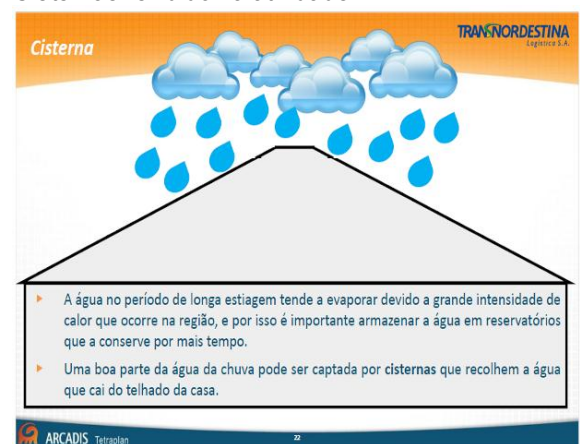 Cisterna
TRANSNORDESTINA
Logística S.A.
A água no período de longa estiagem tende a evaporar devido a grande intensidade de
calor que ocorre na região, e por isso é importante armazenar a água em reservatórios
que a conserve por mais tempo.
Uma boa parte da água da chuva pode ser captada por cisternas que recolhem a água
que cai do telhado da casa.
ARCADIS Tetraplan
22